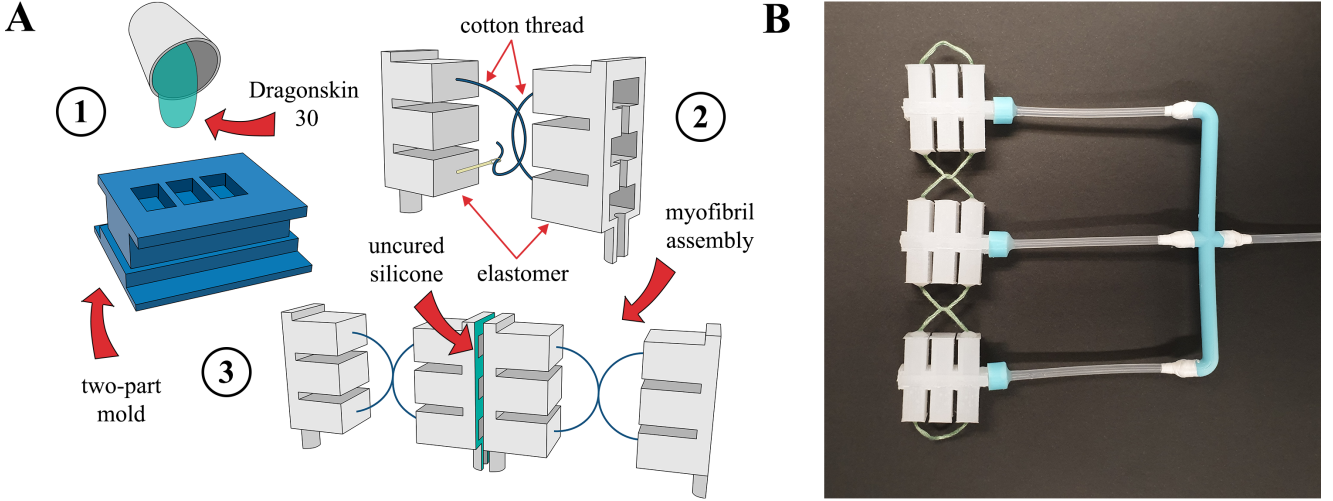 A
B
cotton thread
1
Dragonskin
30
2
myofibril
assembly
uncured
silicone
elastomer
3
two-part
mold